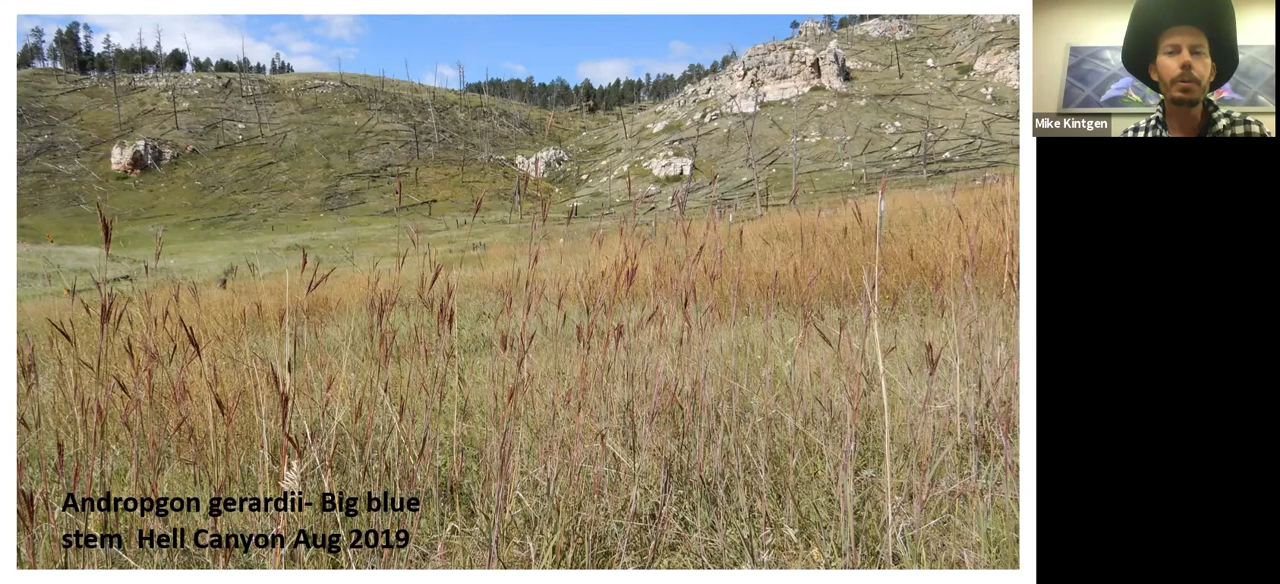 Mike Kintgen
Andropgon gerardii- Big blue
stem  Hell Canyon Aug 2019